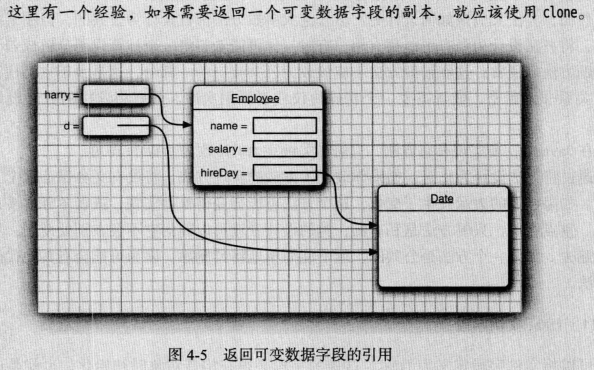 这里有一个经验，如果需要返回一个可变数据字段的副本，就应该使用 clone。
harry =
Employee
d =
name =
salary =
hireDay =
Date
图 4-5 返回可变数据字段的引用